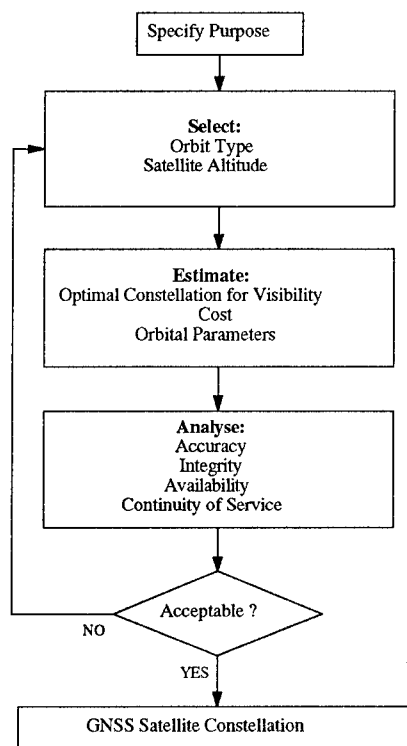 Specify Purpose
Select:
Orbit Type
Satellite Altitude
Estimate:
Optimal Constellation for Visibility
Cost
Orbital Parameters
Analyse:
Accuracy
Integrity
Availability
Continuity of Service
Acceptable ?
NO
YES
GNSS Satellite Constellation